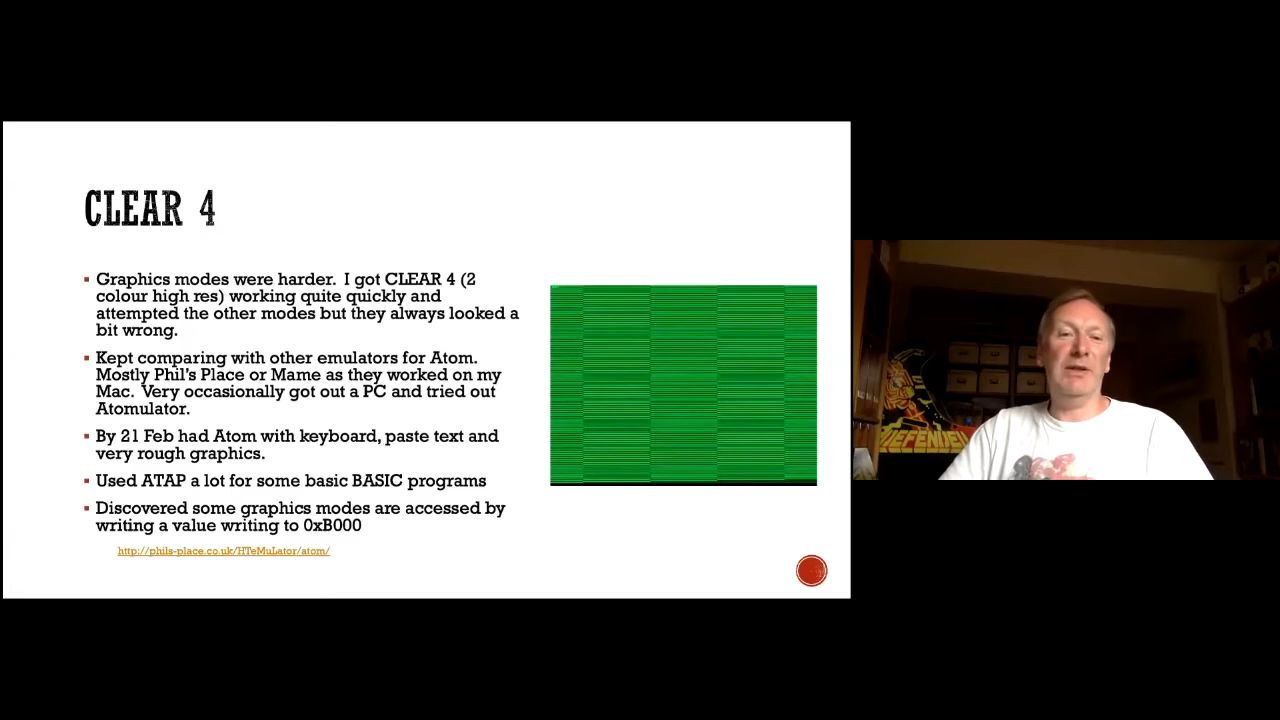 CLEAR 4
▪ Graphics modes were harder. I got CLEAR 4 (2
colour high res) working quite quickly and
attempted the other modes but they always looked a
bit wrong.
▪ Kept comparing with other emulators for Atom.
Mostly Phil's Place or Mame as they worked on my
Mac. Very occasionally got out a PC and tried out
Atomulator.
▪ By 21 Feb had Atom with keyboard, paste text and
very rough graphics.
▪ Used ATAP a lot for some basic BASIC programs
▪ Discovered some graphics modes are accessed by
writing a value writing to 0xB000
http://phils-place.co.uk/HTeMuLator/atom/
DEFENDER